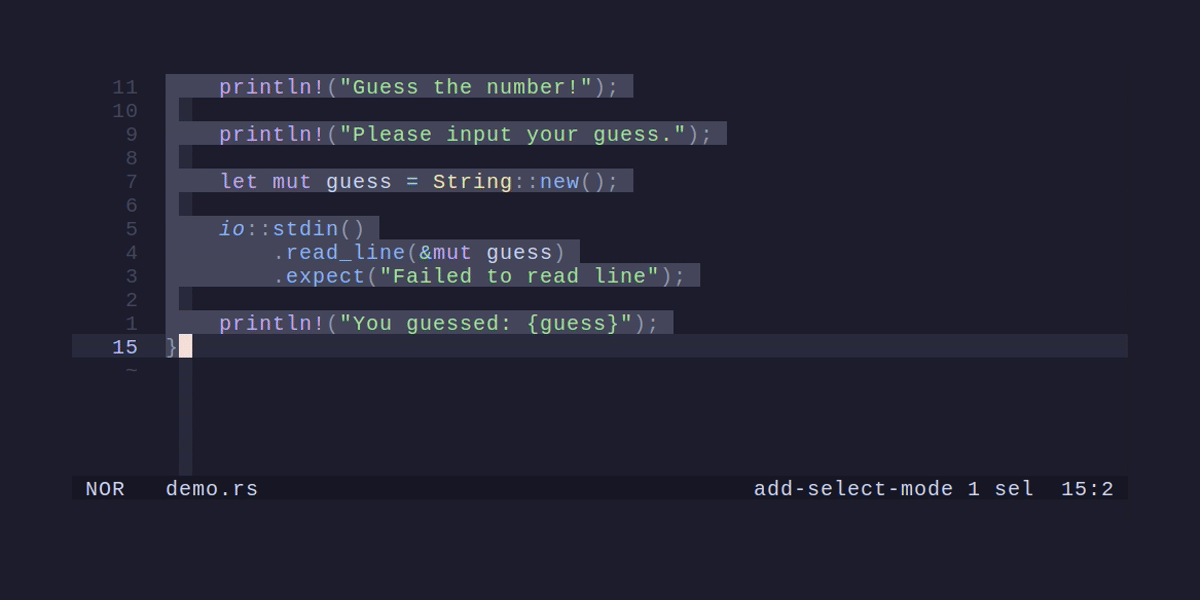 11      println!("Guess the number!");
10
 9      println!("Please input your guess.");
 8
 7      let mut guess = String::new();
 6
 5      io::stdin()
 4          .read_line(&mut guess)
 3          .expect("Failed to read line");
 2
 1      println!("You guessed: {guess}");
15  }
 ~
NOR   demo.rs   add-select-mode 1 sel  15:2